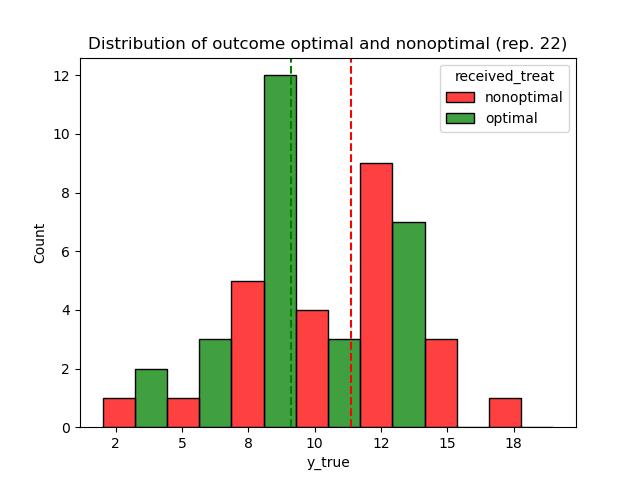 Distribution of outcome optimal and nonoptimal (rep. 22)
received_treat
nonoptimal
optimal
12
10
8
6
4
2
0
Count
2 5 8 10 12 15 18
y_true